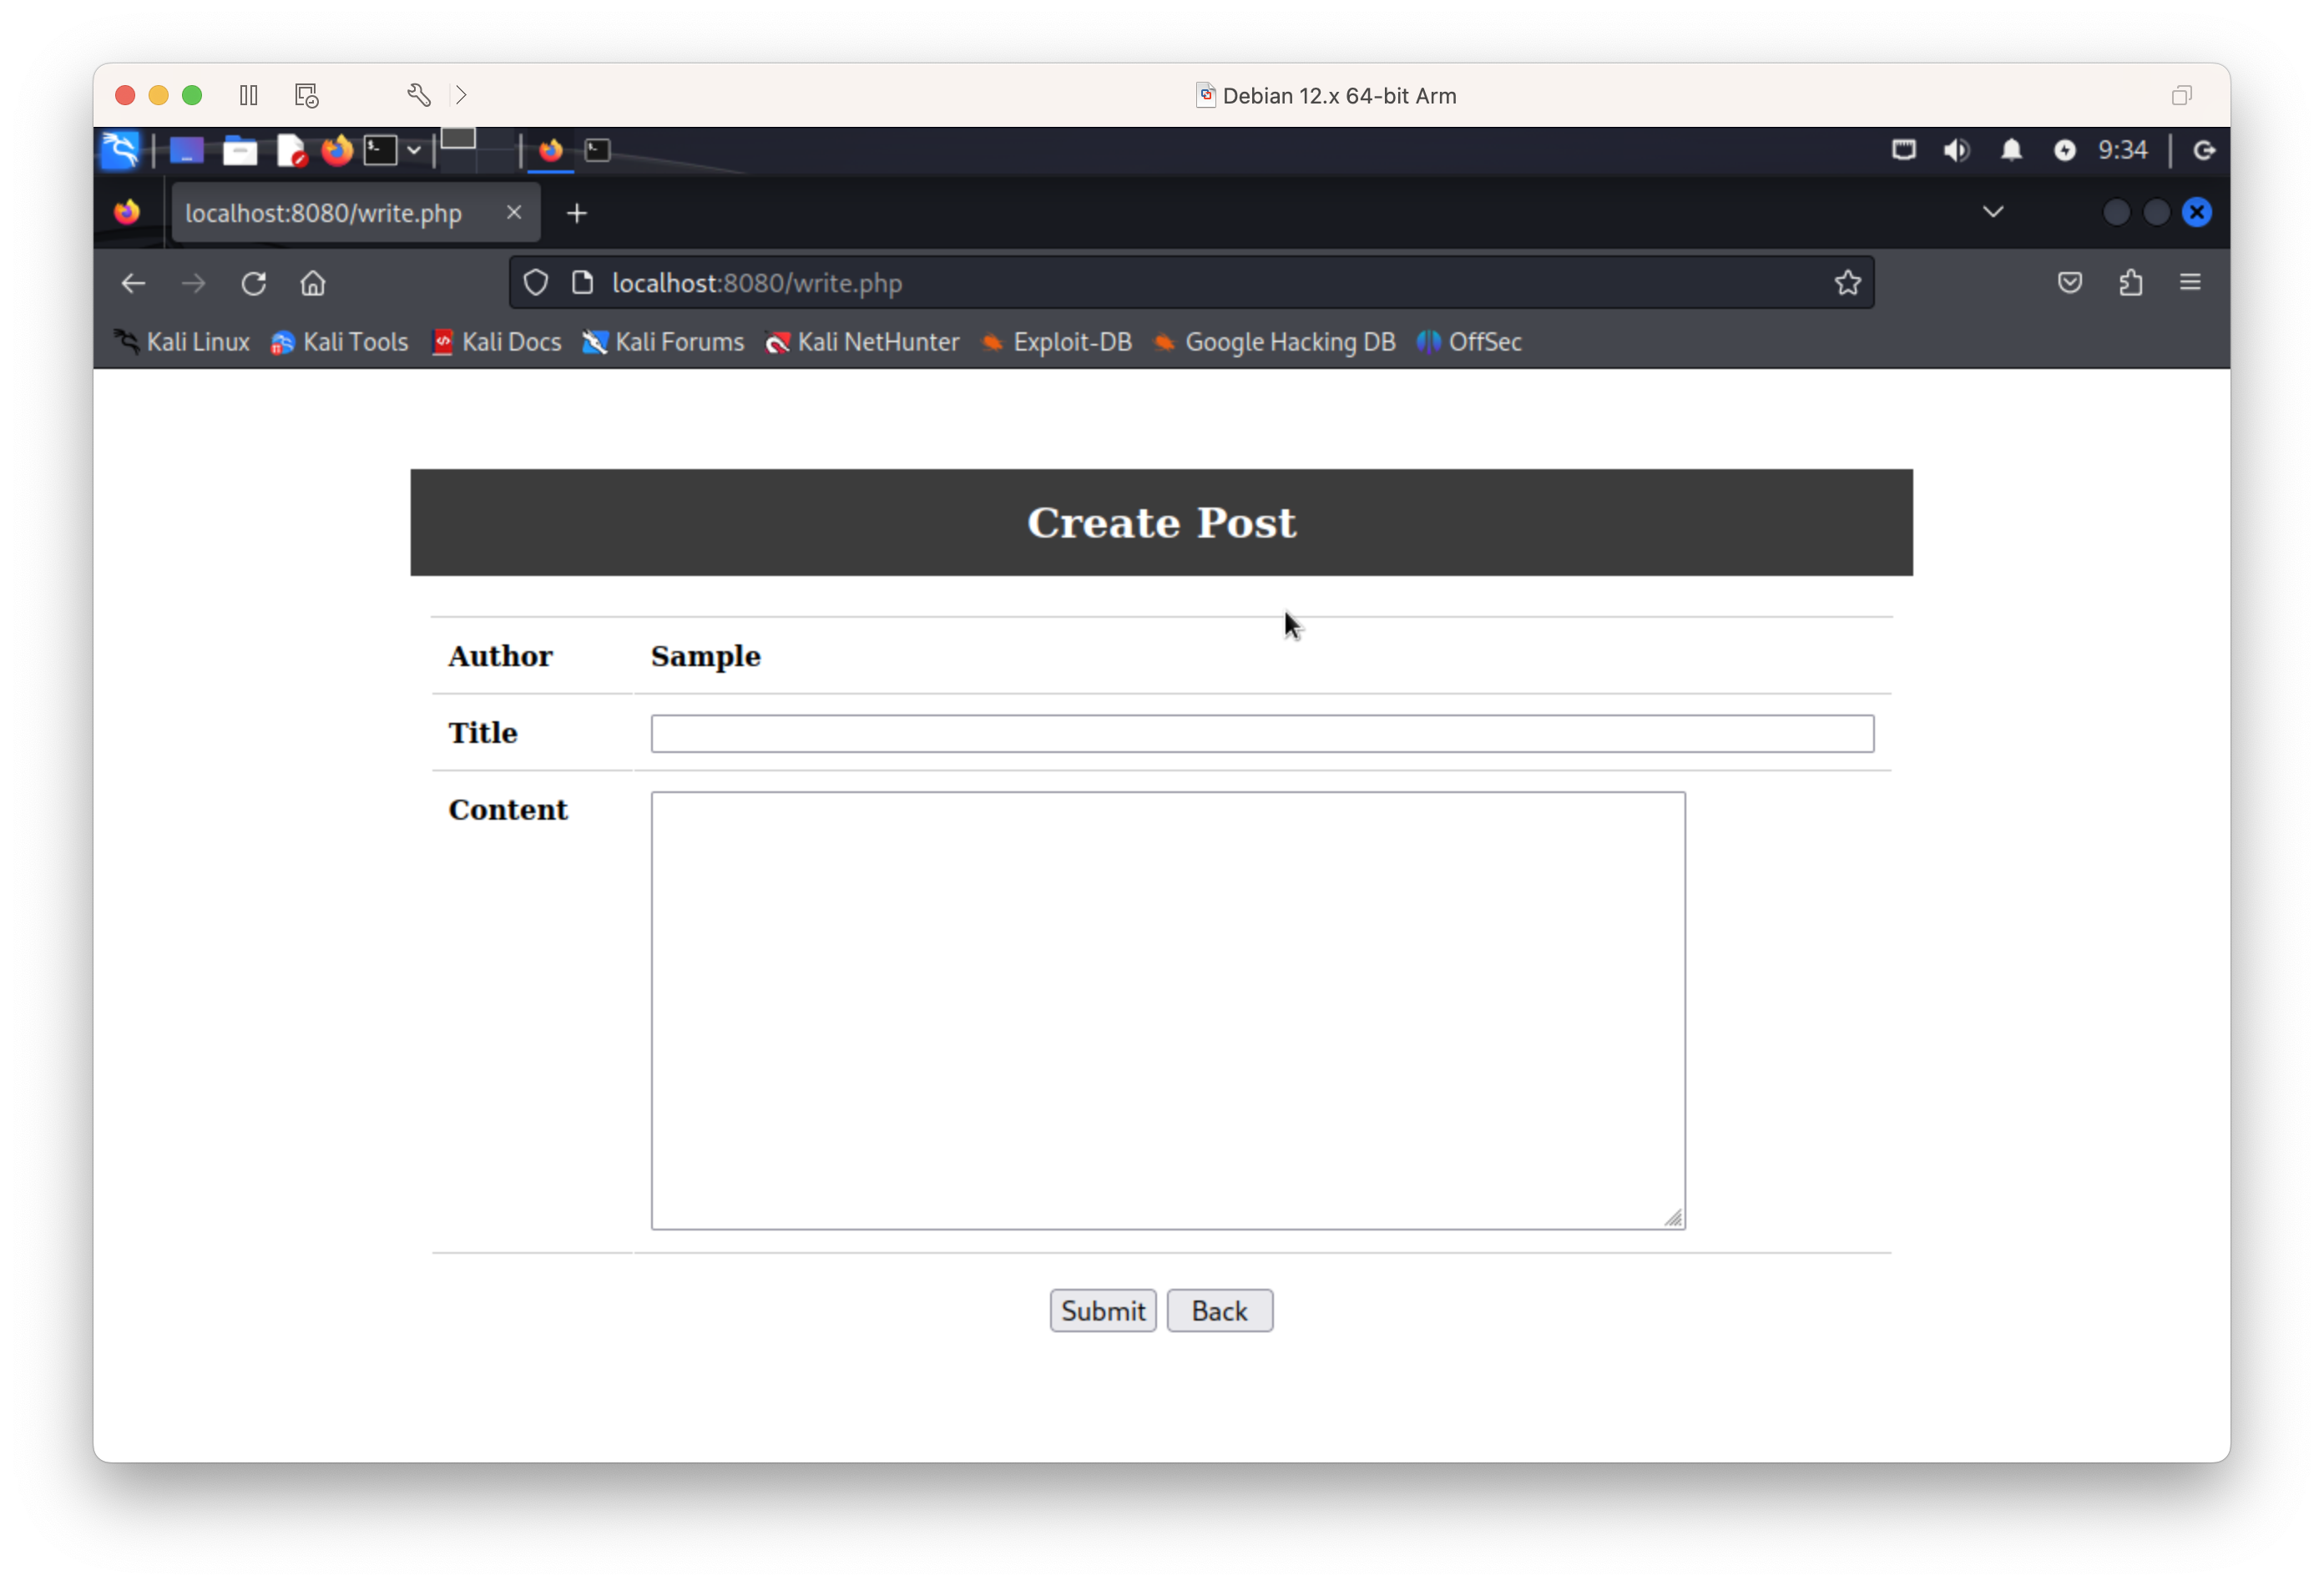 Debian 12.x 64-bit Arm
9:34
localhost:8080/write.php
localhost:8080/write.php
Kali Linux Kali Tools Kali Docs Kali Forums Kali NetHunter Exploit-DB Google Hacking DB OffSec
Create Post
Author Sample
Title
Content
Submit Back